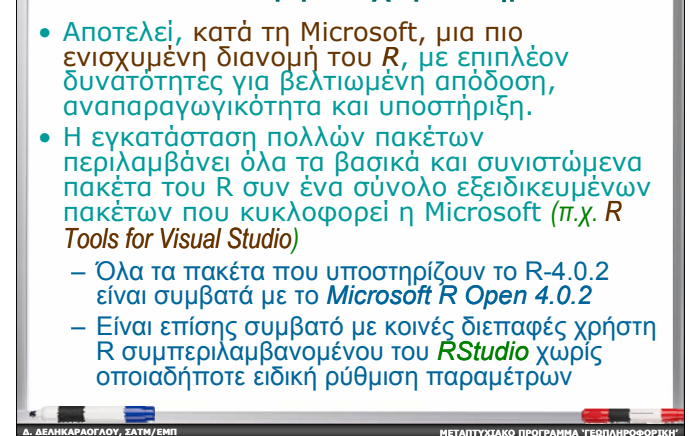 • Αποτελεί, κατά τη Microsoft, μια πιο
ενισχυμένη διανομή του R, με επιπλέον
δυνατότητες για βελτιωμένη απόδοση,
αναπαραγωγικότητα και υποστήριξη.
• Η εγκατάσταση πολλών πακέτων
περιλαμβάνει όλα τα βασικά και συνιστώμενα
πακέτα του R συν ένα σύνολο εξειδικευμένων
πακέτων που κυκλοφορεί η Microsoft (π.χ. R
Tools for Visual Studio)
– Όλα τα πακέτα που υποστηρίζουν το R-4.0.2
είναι συμβατά με το Microsoft R Open 4.0.2
– Είναι επίσης συμβατό με κοινές διεπαφές χρήστη
R συμπεριλαμβανομένου του RStudio χωρίς
οποιαδήποτε ειδική ρύθμιση παραμέτρων
Δ. ΔΕΛΗΚΑΡΑΟΓΛΟΥ, ΣΑΤΜ/ΕΜΠ
ΜΕΤΑΠΤΥΧΙΑΚΟ ΠΡΟΓΡΑΜΜΑ ‘ΓΕΩΠΛΗΡΟΦΟΡΙΚΗ’